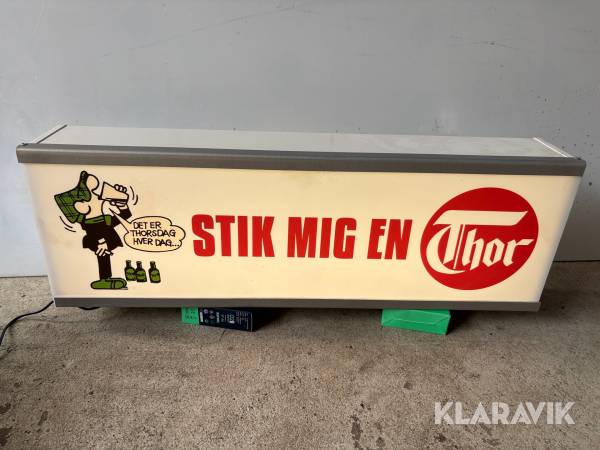 DET ER
THORSDAG
HVER DAG....
STIK MIG EN
Thor
KLARAVIK